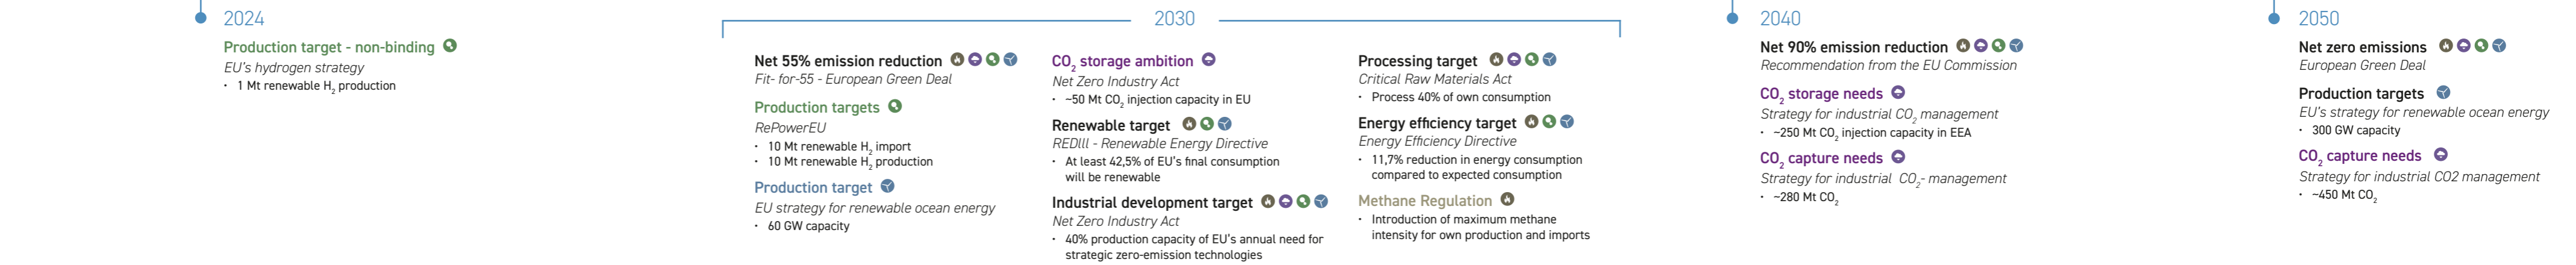 2024
Production target - non-binding
EU's hydrogen strategy
• 1 Mt renewable H2 production
2030
Net 55% emission reduction
Fit- for-55 - European Green Deal
Production targets
RePowerEU
• 10 Mt renewable H2 import
• 10 Mt renewable H2 production
Production target
EU strategy for renewable ocean energy
• 60 GW capacity
CO2 storage ambition
Net Zero Industry Act
• ~50 Mt CO2 injection capacity in EU
Renewable target
REDlll - Renewable Energy Directive
• At least 42,5% of EU's final consumption
will be renewable
Industrial development target
Net Zero Industry Act
• 40% production capacity of EU's annual need for
strategic zero-emission technologies
Processing target
Critical Raw Materials Act
• Process 40% of own consumption
Energy efficiency target
Energy Efficiency Directive
• 11,7% reduction in energy consumption
compared to expected consumption
Methane Regulation
• Introduction of maximum methane
intensity for own production and imports
2040
Net 90% emission reduction
Recommendation from the EU Commission
CO2 storage needs
Strategy for industrial CO2 management
• ~250 Mt CO2 injection capacity in EEA
CO2 capture needs
Strategy for industrial CO2- management
• ~280 Mt CO2
2050
Net zero emissions
European Green Deal
Production targets
EU's strategy for renewable ocean energy
• 300 GW capacity
CO2 capture needs
Strategy for industrial CO2 management
• ~450 Mt CO2